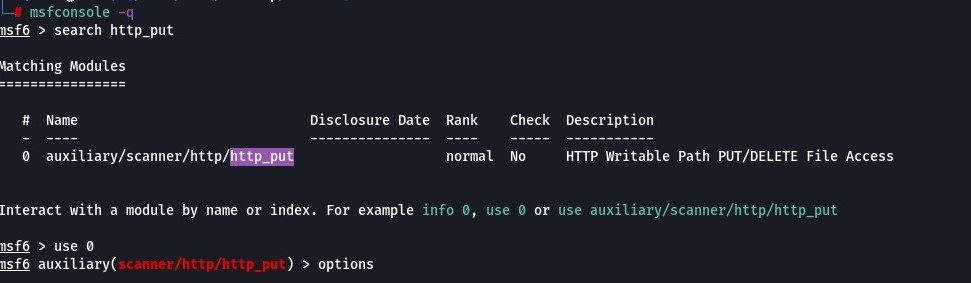 # msfconsole -q
msf6 > search http_put
Matching Modules
================
# Name Disclosure Date Rank Check Description
- ---- --------------- ---- ----- -----------
0 auxiliary/scanner/http/http_put normal No HTTP Writable Path PUT/DELETE File Access
Interact with a module by name or index. For example info 0, use 0 or use auxiliary/scanner/http/http_put
msf6 > use 0
msf6 auxiliary(scanner/http/http_put) > options